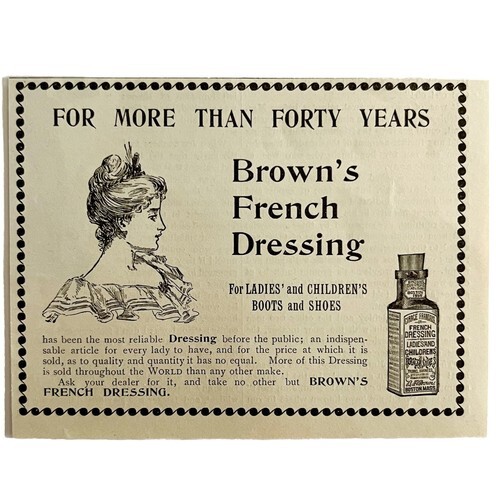 FOR MORE THAN FORTY YEARS
Brown's
French
Dressing
For LADIES' and CHILDREN'S
BOOTS and SHOES
has been the most reliable Dressing before the public; an indispen-
sable article for every lady to have, and for the price at which it is
sold, as to quality and quantity it has no equal. More of this Dressing
is sold throughout the WORLD than any other make.
Ask your dealer for it, and take no other but BROWN'S
FRENCH DRESSING.
FRENCH
DRESSING
LADIES AND
CHILDRENS
BOSTON MASS